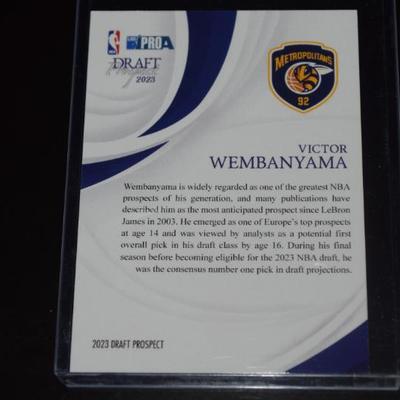 PROA
DRAFT
Prospect
2023
METROPOLITANS
92
VICTOR
WEMBANYAMA
Wembanyama is widely regarded as one of the greatest NBA
prospects of his generation, and many publications have
described him as the most anticipated prospect since LeBron
James in 2003. He emerged as one of Europe's top prospects
at age 14 and was viewed by analysts as a potential first
overall pick in his draft class by age 16. During his final
season before becoming eligible for the 2023 NBA draft, he
was the consensus number one pick in draft projections.
2023 DRAFT PROSPECT